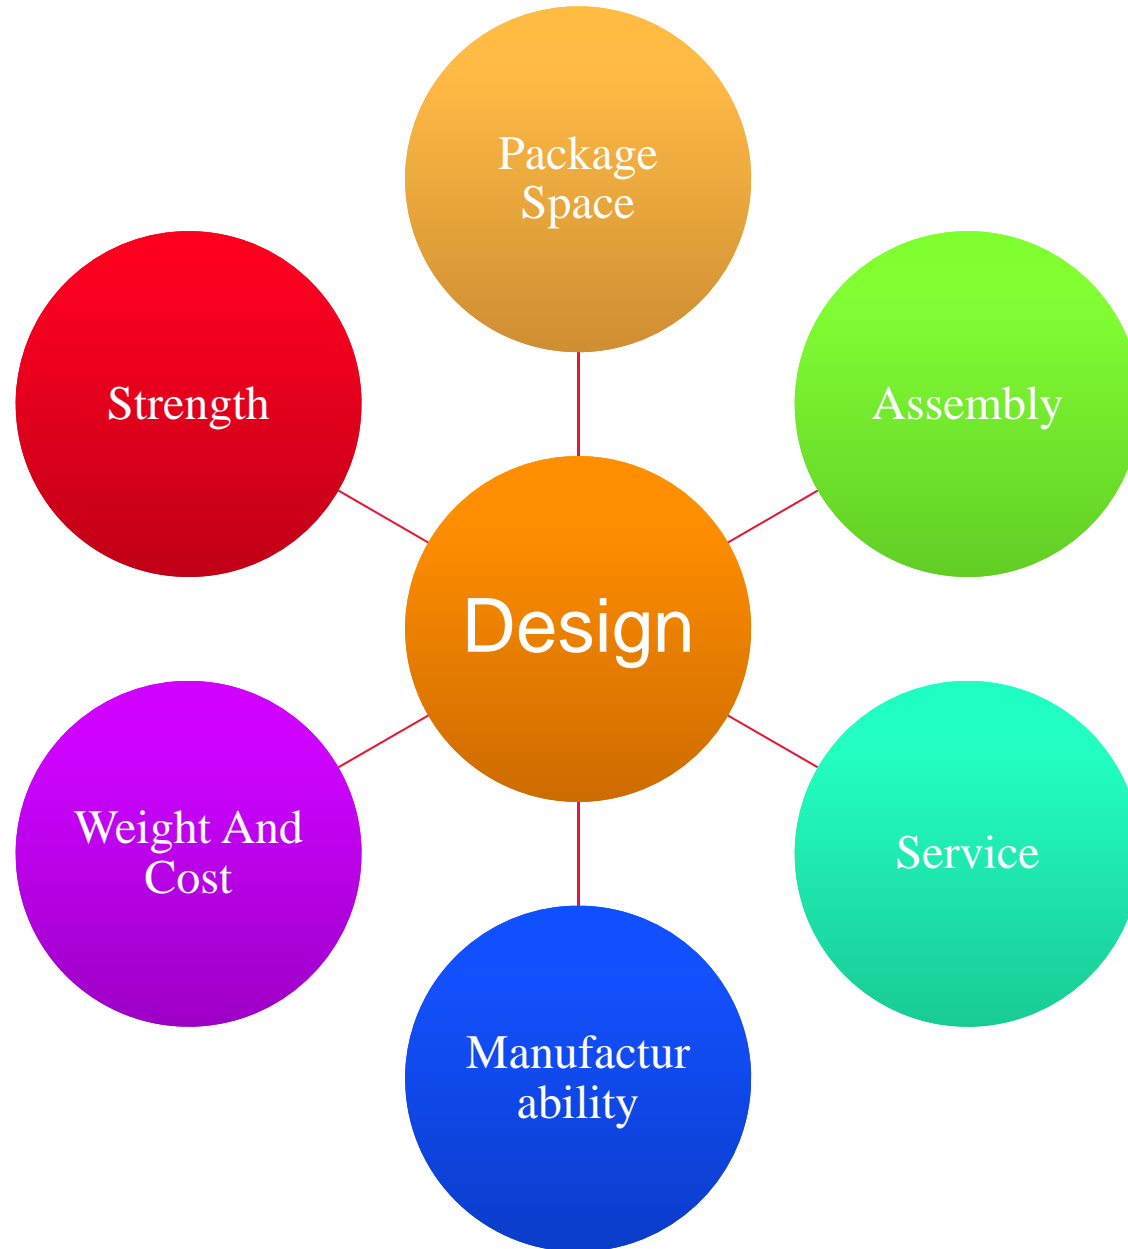 Package
Space
Strength
Assembly
Design
Weight And
Cost
Service
Manufactur
ability